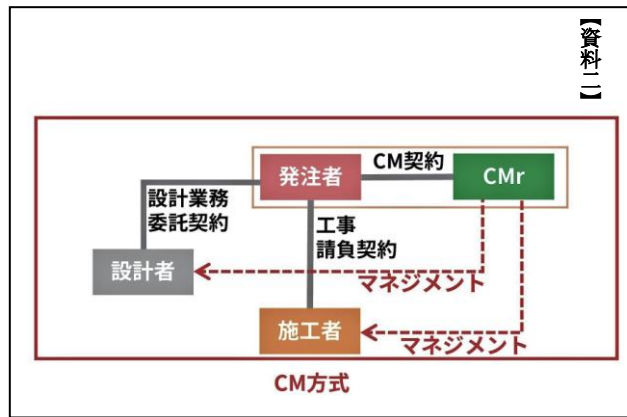 【資料二】
発注者
CM契約
CMr
設計業務
委託契約
工事
請負契約
設計者
マネジメント
施工者
マネジメント
CM方式